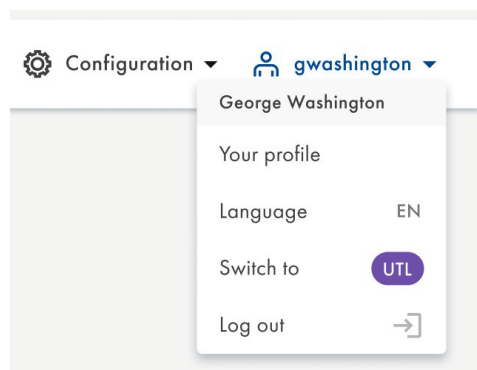 Configuration gwashington
George Washington
Your profile
Language EN
Switch to UTL
Log out